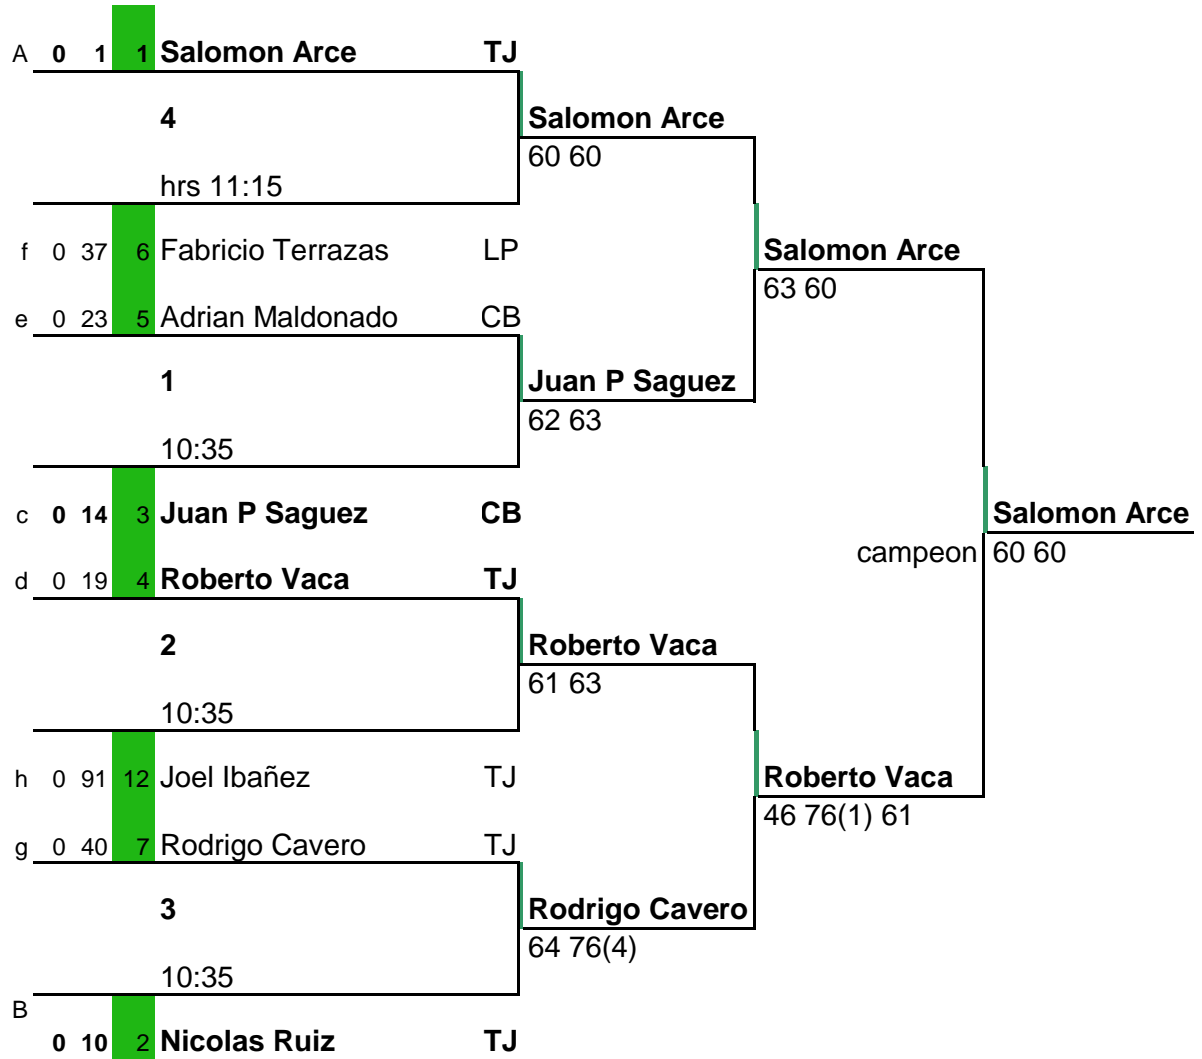 A 0 1 1 Salomon Arce TJ
4 Salomon Arce
60 60
hrs 11:15
f 0 37 6 Fabricio Terrazas LP Salomon Arce
63 60
e 0 23 5 Adrian Maldonado CB
1 Juan P Saguez
62 63
10:35
c 0 14 3 Juan P Saguez CB Salomon Arce
campeon 60 60
d 0 19 4 Roberto Vaca TJ
2 Roberto Vaca
61 63
10:35
h 0 91 12 Joel Ibañez TJ Roberto Vaca
46 76(1) 61
g 0 40 7 Rodrigo Cavero TJ
3 Rodrigo Cavero
64 76(4)
10:35
B
0 10 2 Nicolas Ruiz TJ